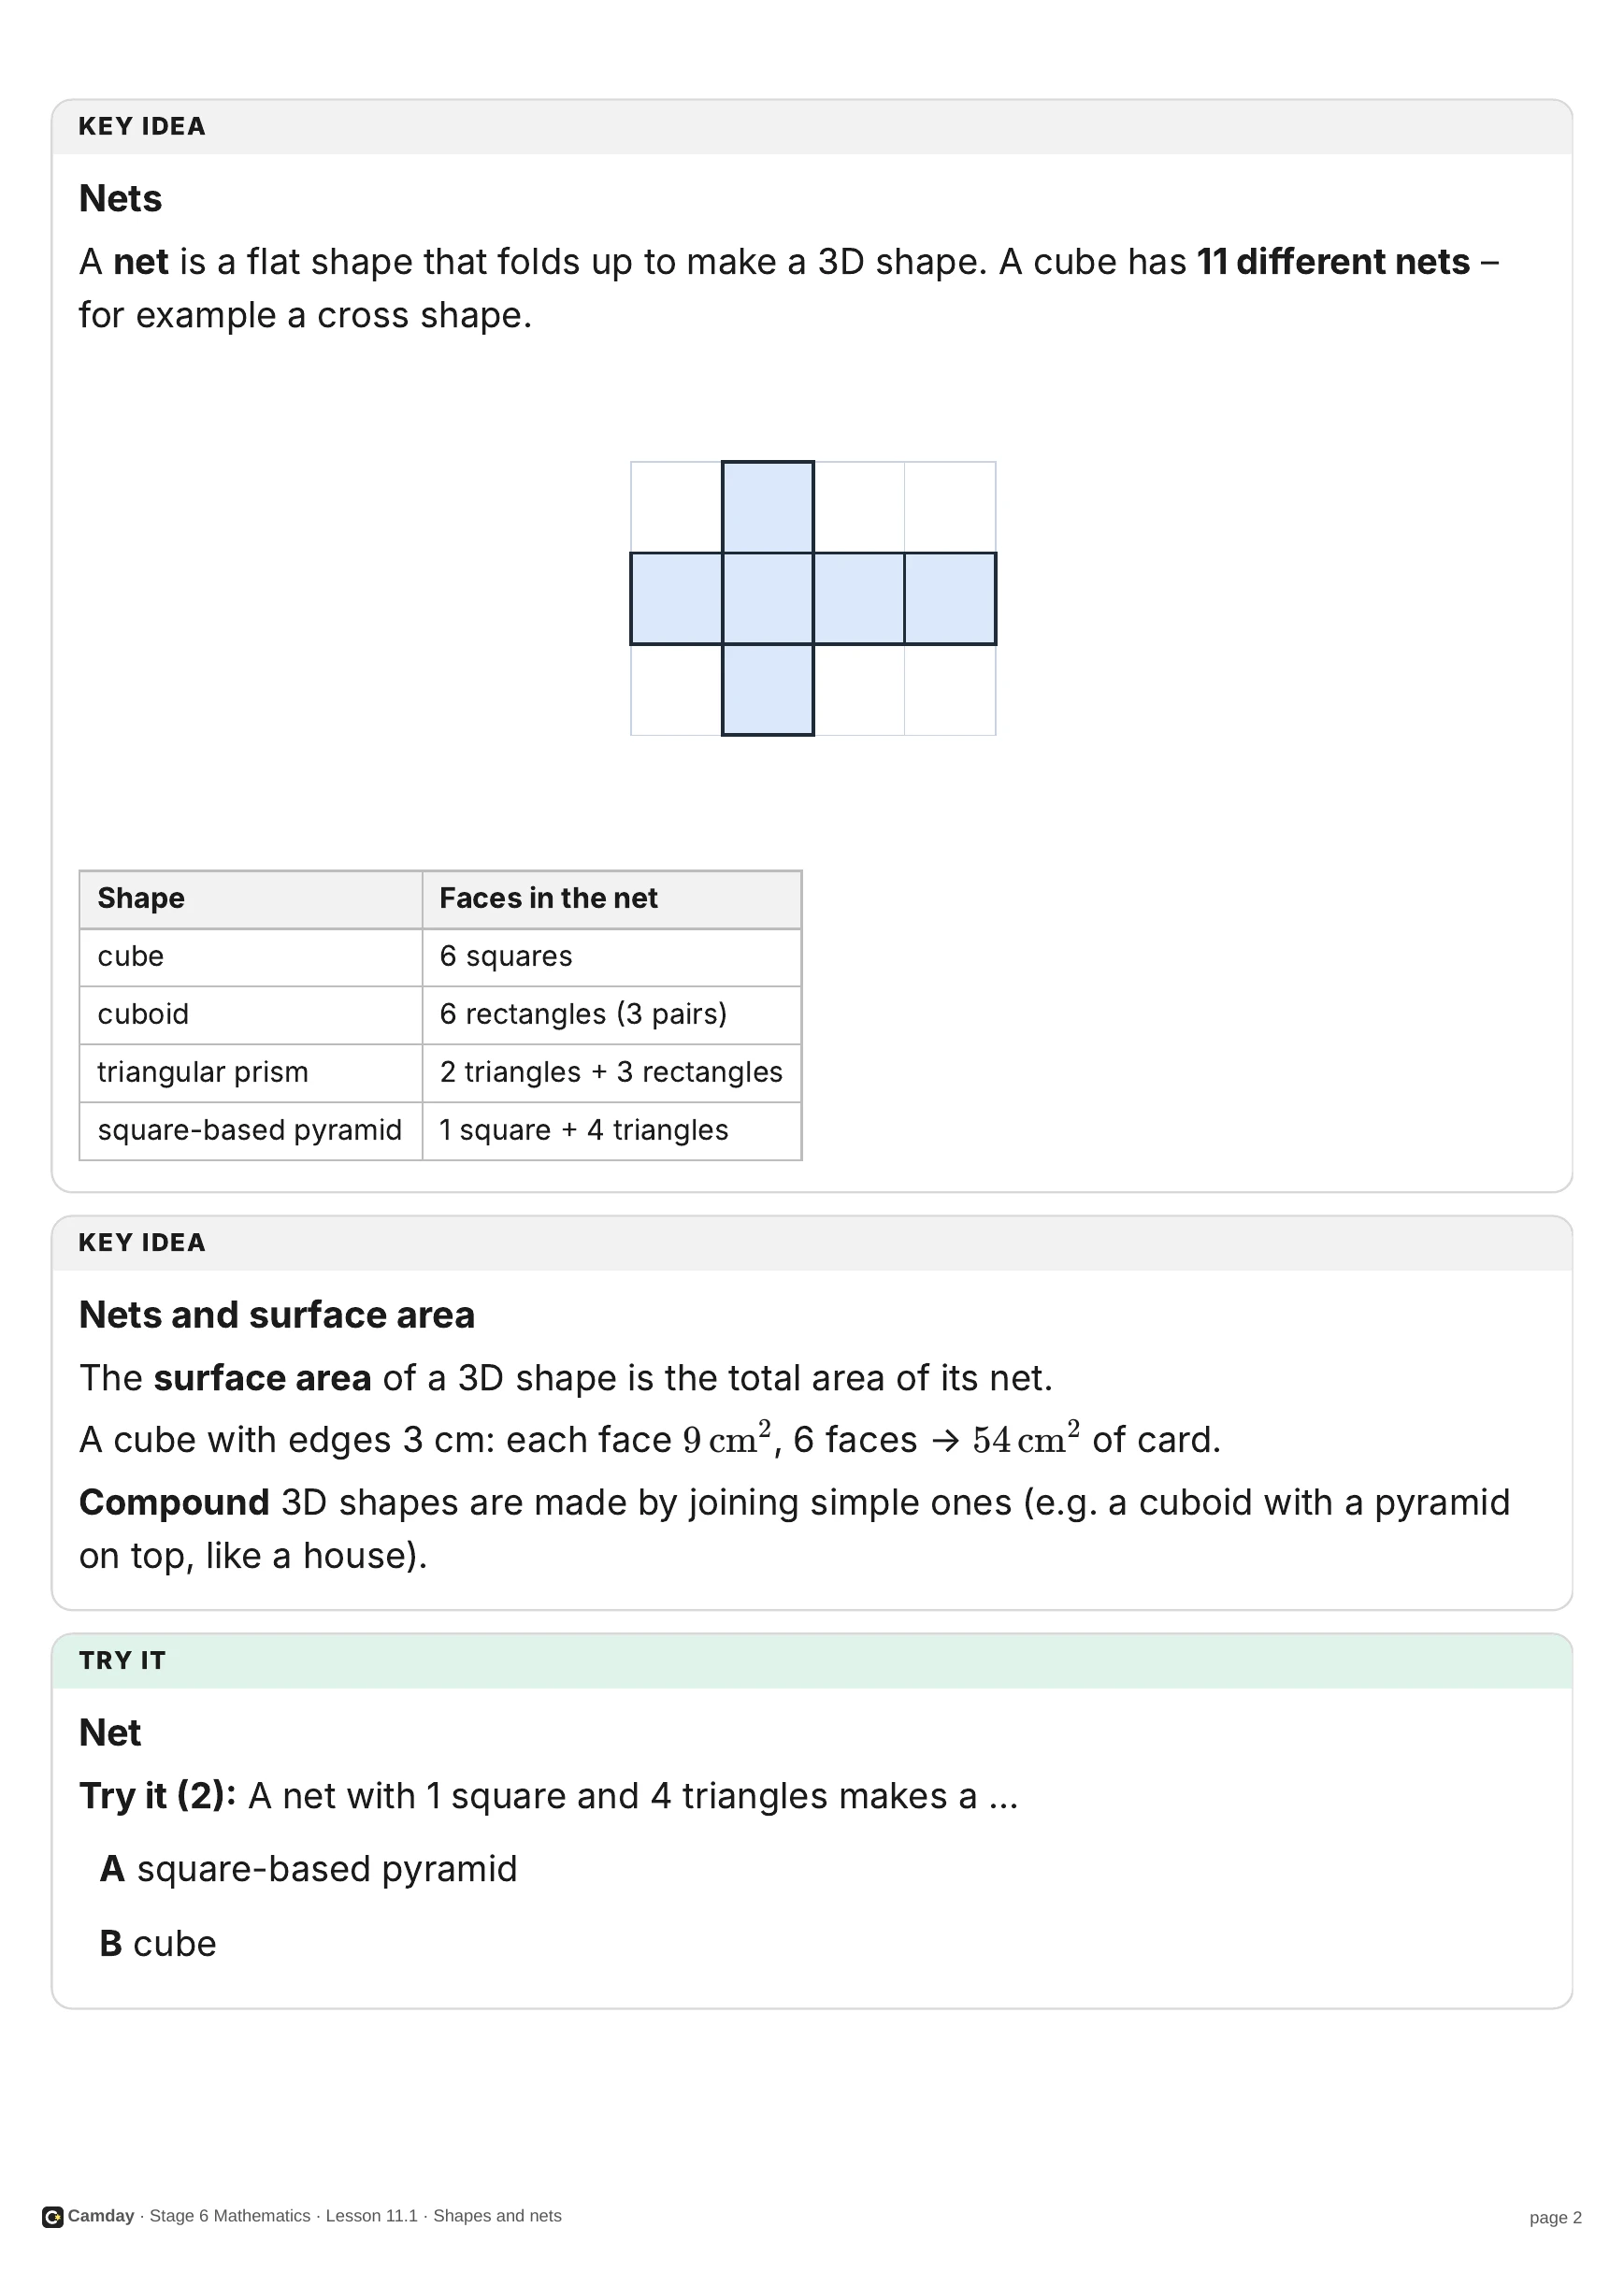 KEY IDEA
Nets
A net is a flat shape that folds up to make a 3D shape. A cube has 11 different nets –
for example a cross shape.
Shape Faces in the net
cube 6 squares
cuboid 6 rectangles (3 pairs)
triangular prism 2 triangles + 3 rectangles
square-based pyramid 1 square + 4 triangles
KEY IDEA
Nets and surface area
The surface area of a 3D shape is the total area of its net.
A cube with edges 3 cm: each face 9 cm², 6 faces → 54 cm² of card.
Compound 3D shapes are made by joining simple ones (e.g. a cuboid with a pyramid
on top, like a house).
TRY IT
Net
Try it (2): A net with 1 square and 4 triangles makes a ...
A square-based pyramid
B cube
Camday · Stage 6 Mathematics · Lesson 11.1 · Shapes and nets page 2